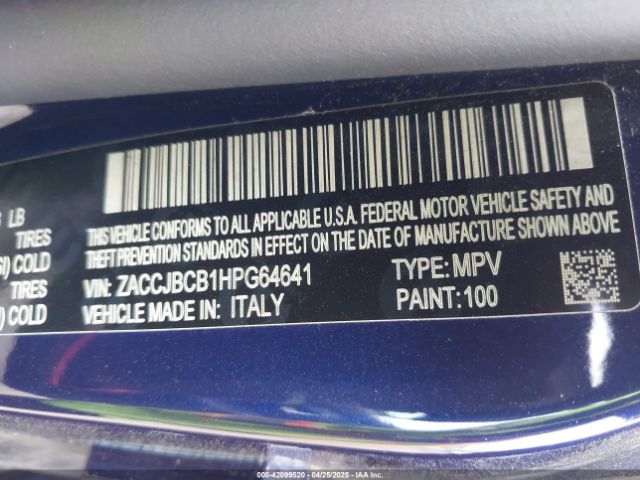 LB
TIRES
COLD
TIRES
COLD
THIS VEHICLE CONFORMS TO ALL APPLICABLE U.S.A. FEDERAL MOTOR VEHICLE SAFETY AND
THEFT PREVENTION STANDARDS IN EFFECT ON THE DATE OF MANUFACTURE SHOWN ABOVE
VIN: ZACCJBCB1HPG64641 TYPE: MPV
VEHICLE MADE IN: ITALY PAINT: 100
000-42099520 - 04/25/2025 - IAA Inc.